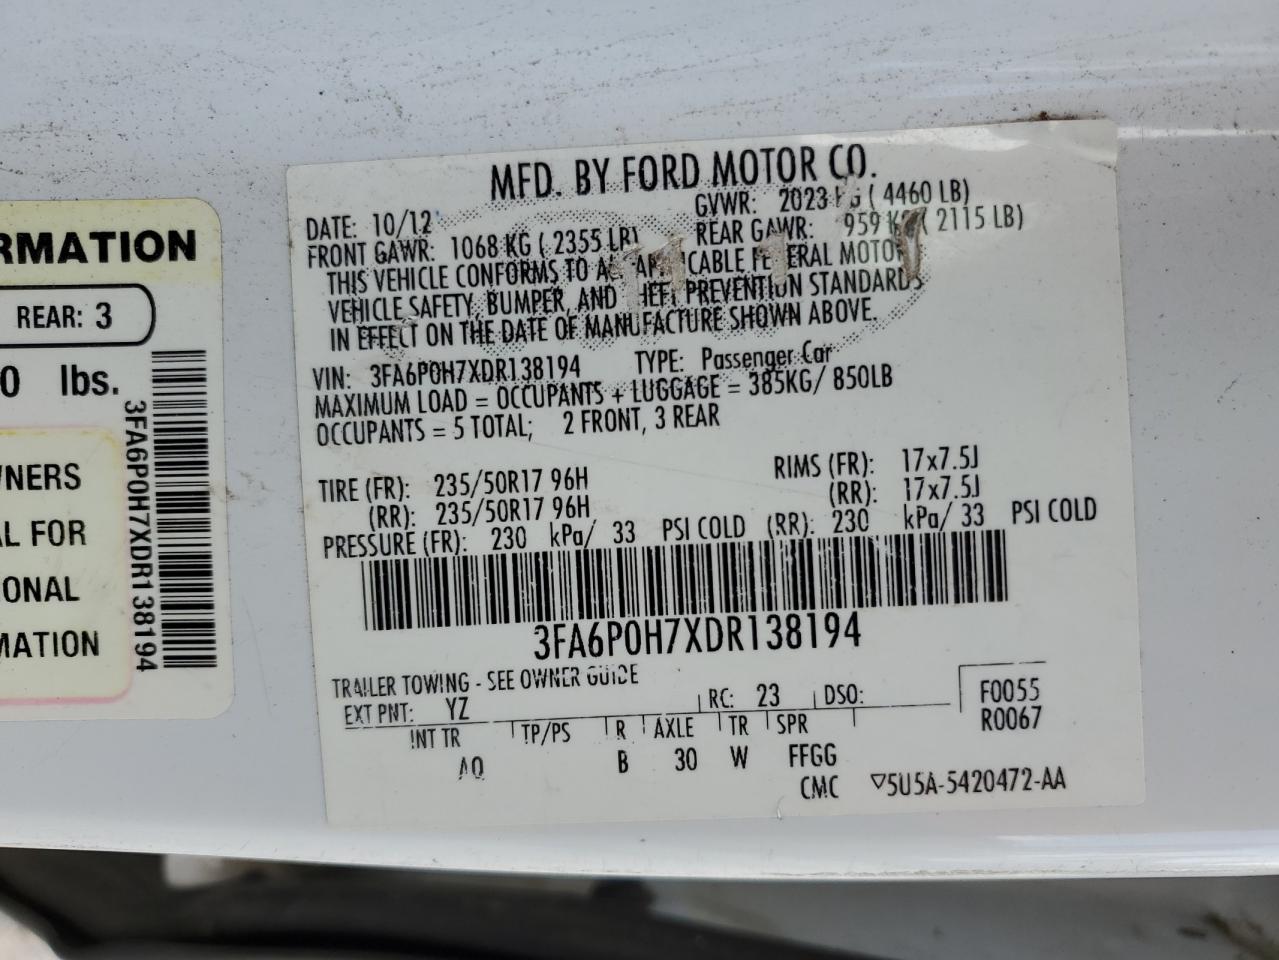 RMATION
REAR: 3
0 lbs.
NERS
L FOR
ONAL
MATION
3FA6P0H7XDR138194
MFD. BY FORD MOTOR CO.
DATE: 10/12 GVWR: 2023 KG ( 4460 LB)
FRONT GAWR: 1068 KG ( 2355 LB) REAR GAWR: 959 KG ( 2115 LB)
THIS VEHICLE CONFORMS TO ALL APPLICABLE FEDERAL MOTOR
VEHICLE SAFETY, BUMPER, AND THEFT PREVENTION STANDARDS
IN EFFECT ON THE DATE OF MANUFACTURE SHOWN ABOVE.
VIN: 3FA6P0H7XDR138194 TYPE: Passenger Car
MAXIMUM LOAD = OCCUPANTS + LUGGAGE = 385KG/ 850LB
OCCUPANTS = 5 TOTAL; 2 FRONT, 3 REAR
TIRE (FR): 235/50R17 96H RIMS (FR): 17x7.5J
(RR): 235/50R17 96H (RR): 17x7.5J
PRESSURE (FR): 230 kPa/ 33 PSI COLD (RR): 230 kPa/ 33 PSI COLD
3FA6P0H7XDR138194
TRAILER TOWING - SEE OWNER GUIDE
EXT PNT: YZ RC: 23 DSO: F0055
INT TR TP/PS R AXLE TR SPR R0067
AQ B 30 W FFGG
CMC ▽5U5A-5420472-AA